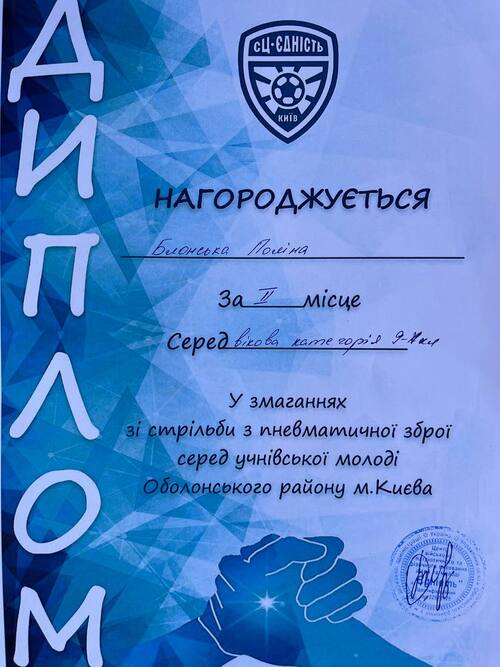 ДИПЛОМ
СЦ-ЄДНІСТЬ
КИЇВ
НАГОРОДЖУЄТЬСЯ
Блонська Поліна
За II місце
Серед вікова категорія 9-11 кл
У змаганнях
зі стрільби з пневматичної зброї
серед учнівської молоді
Оболонського району м.Києва